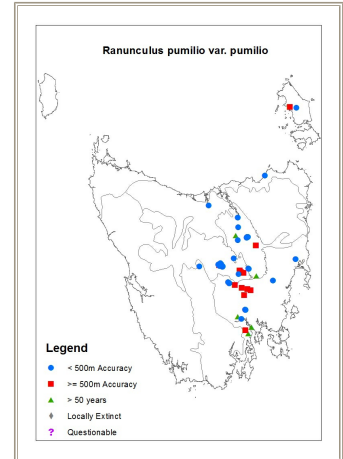 Ranunculus pumilio var. pumilio
Legend
< 500m Accuracy
>= 500m Accuracy
> 50 years
Locally Extinct
? Questionable